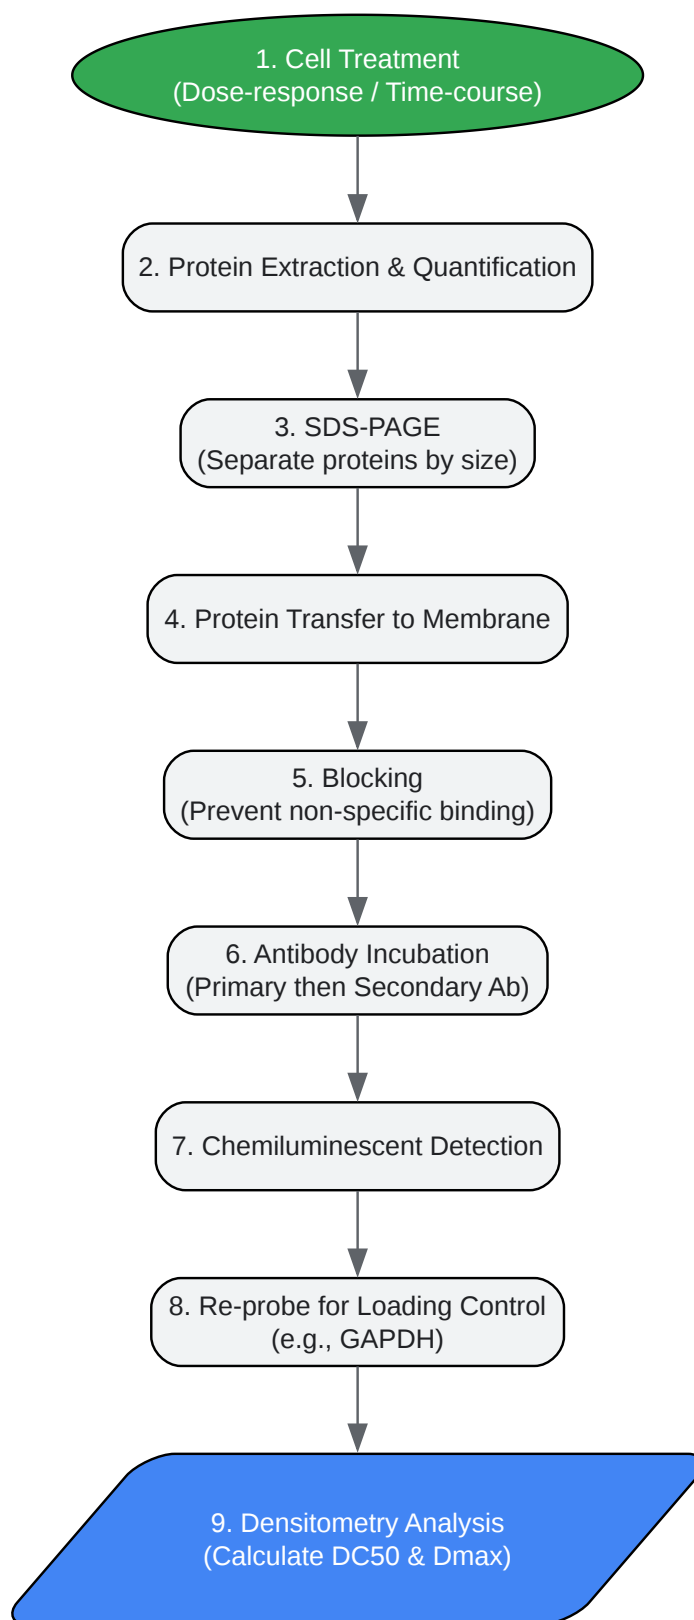 1. Cell Treatment
(Dose-response / Time-course)
2. Protein Extraction & Quantification
3. SDS-PAGE
(Separate proteins by size)
4. Protein Transfer to Membrane
5. Blocking
(Prevent non-specific binding)
6. Antibody Incubation
(Primary then Secondary Ab)
7. Chemiluminescent Detection
8. Re-probe for Loading Control
(e.g., GAPDH)
9. Densitometry Analysis
(Calculate DC50 & Dmax)